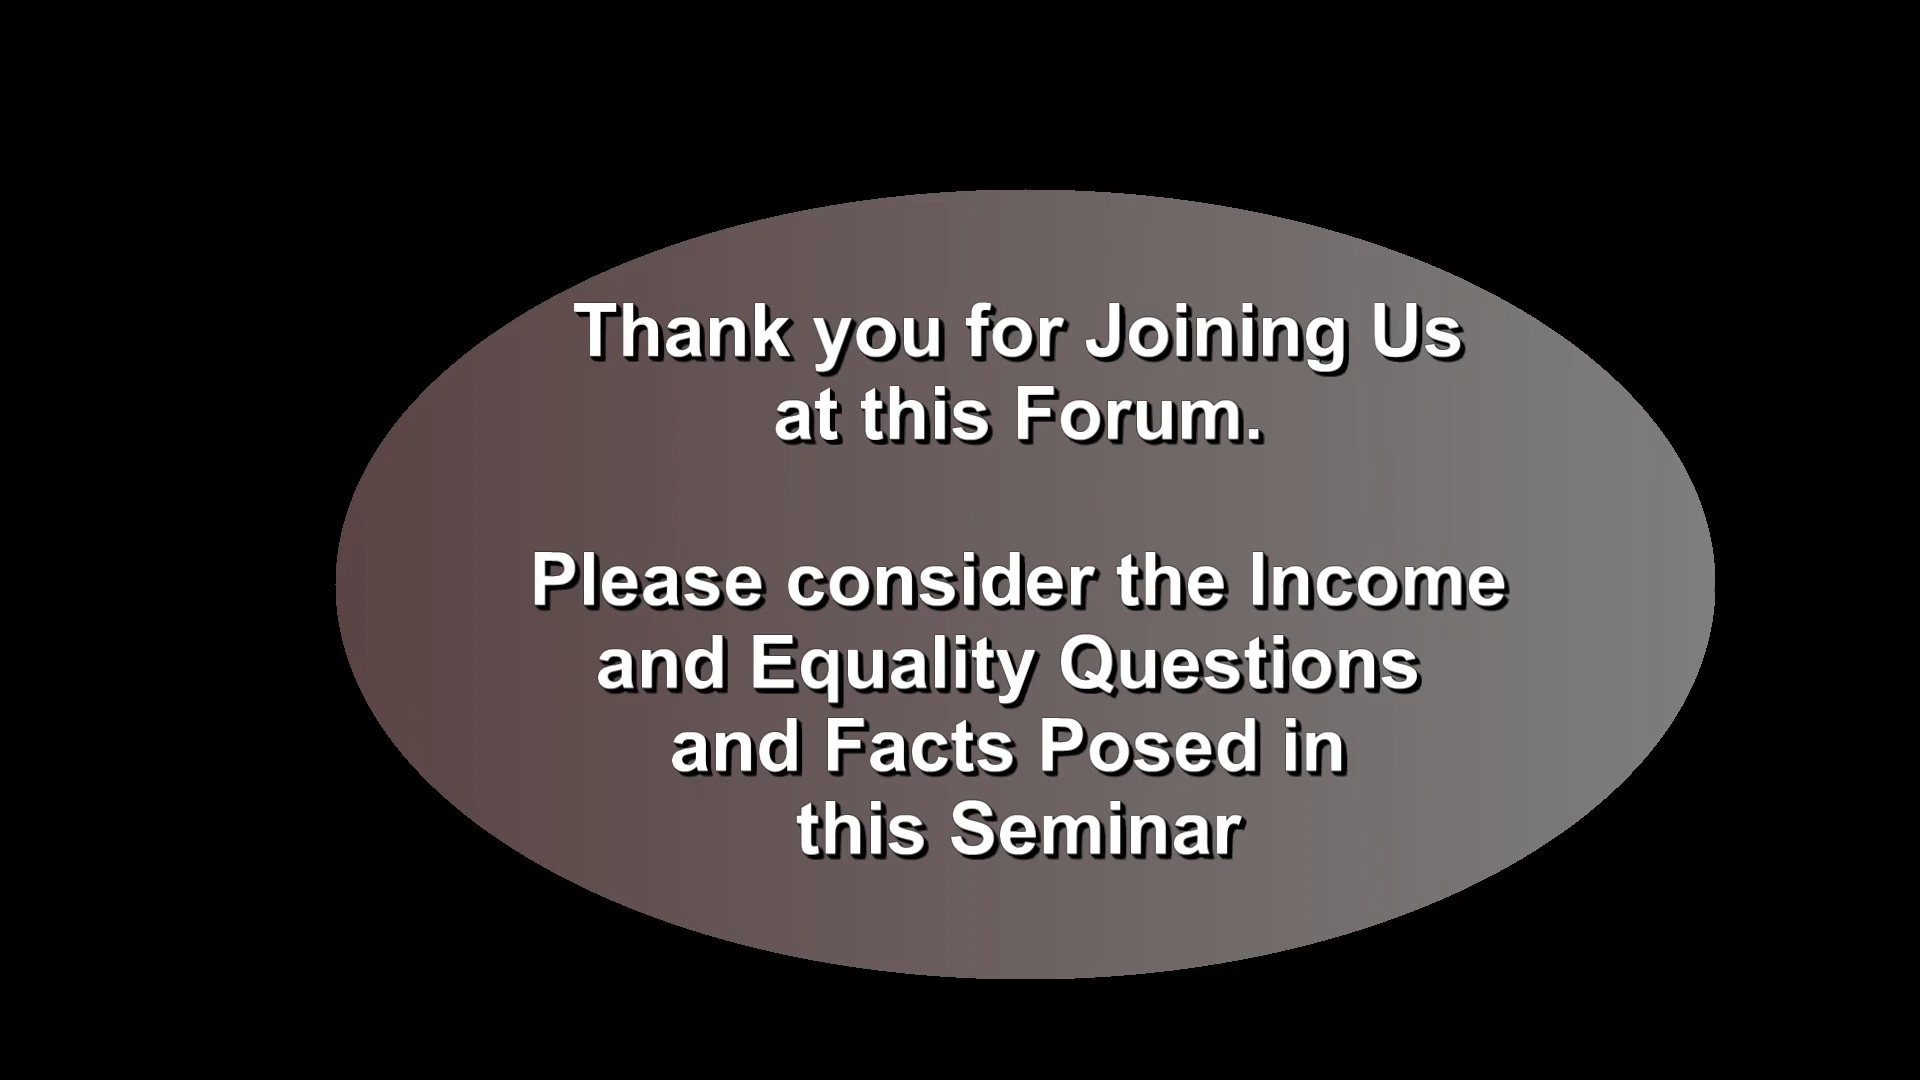 Thank you for Joining Us
at this Forum.
Please consider the Income
and Equality Questions
and Facts Posed in
this Seminar